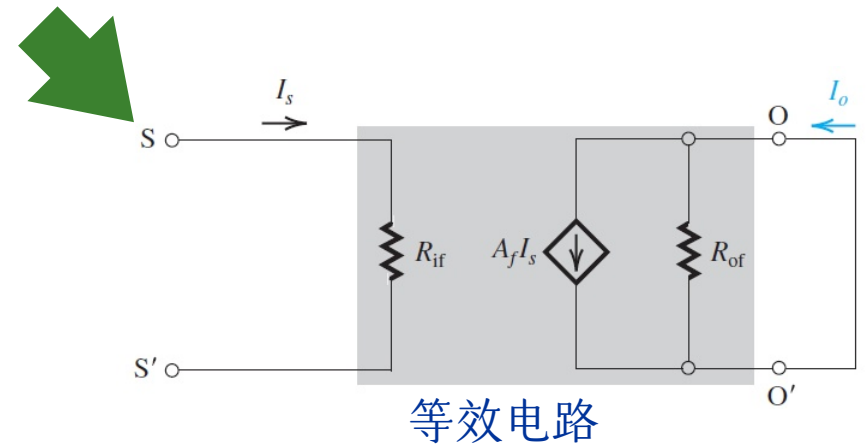 I_s
I_o
O
S
R_if
A_f I_s
R_of
S′
O′
等效电路